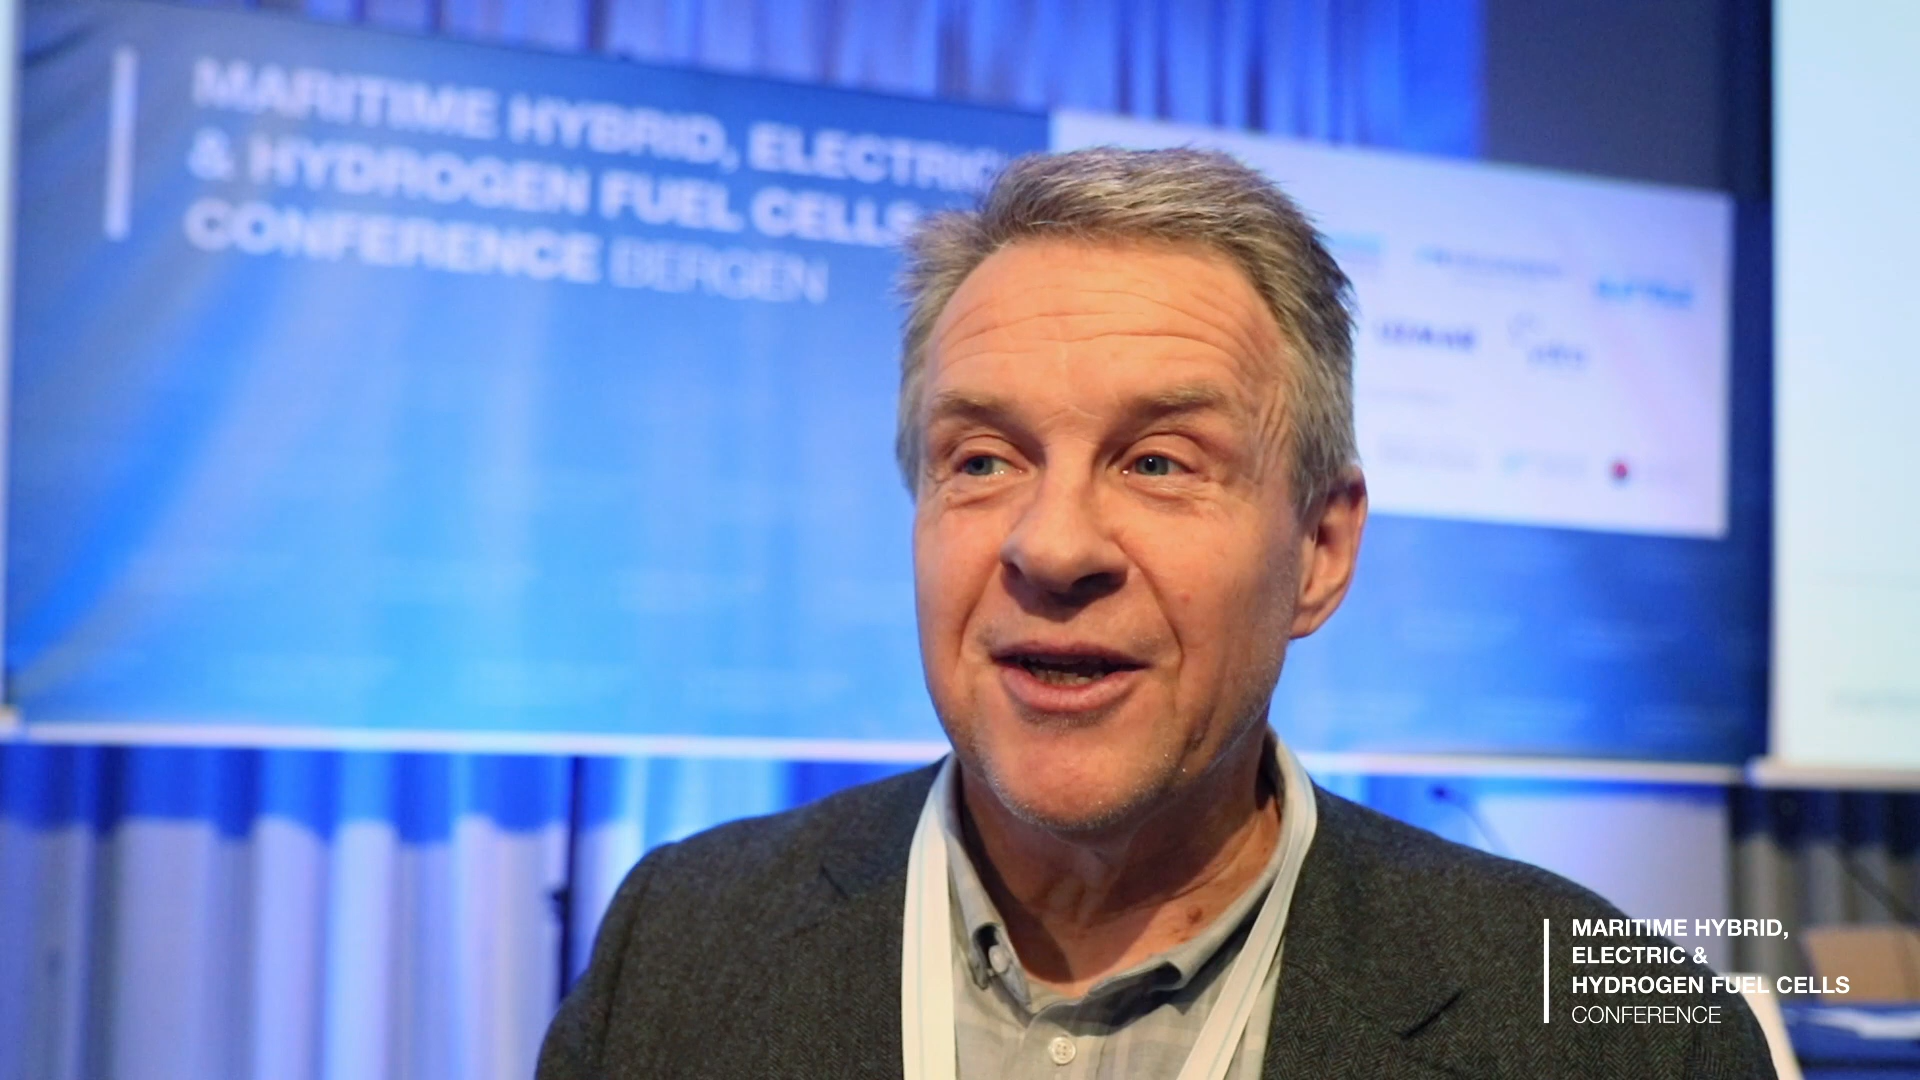 MARITIME HYBRID, ELECTRIC
& HYDROGEN FUEL CELLS
CONFERENCE BERGEN
MARITIME HYBRID,
ELECTRIC &
HYDROGEN FUEL CELLS
CONFERENCE